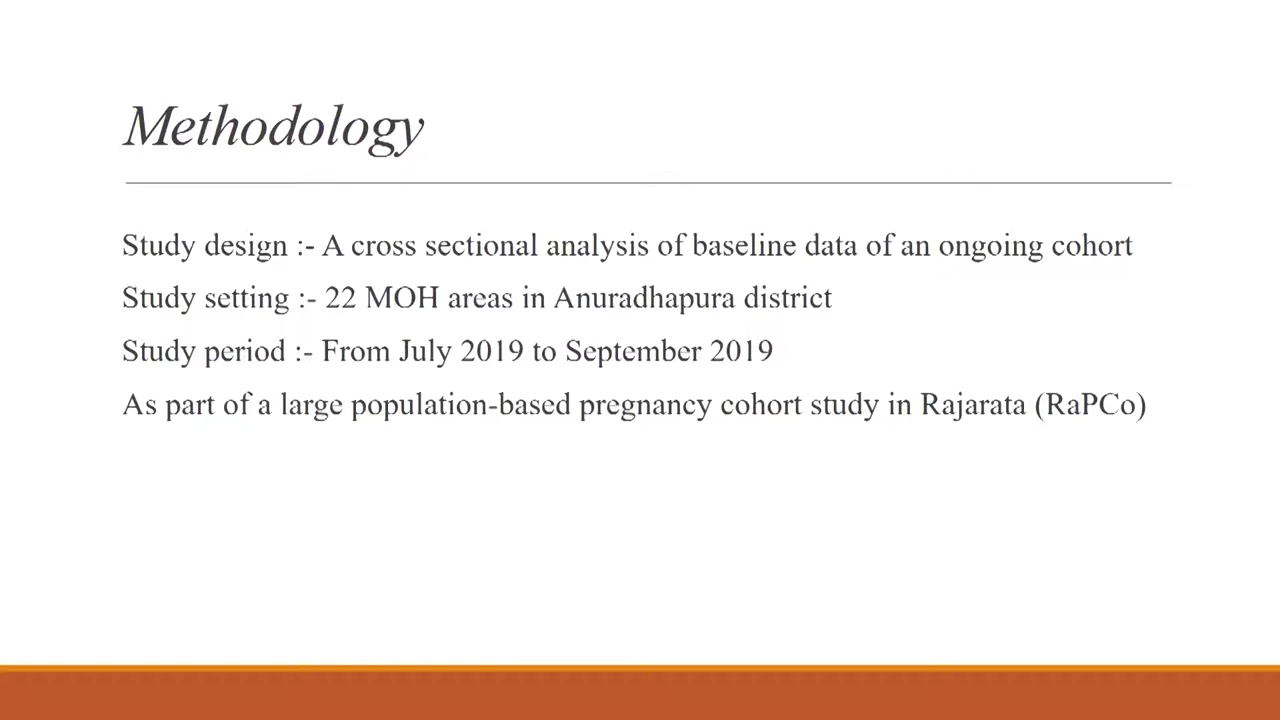 Methodology
Study design :- A cross sectional analysis of baseline data of an ongoing cohort
Study setting :- 22 MOH areas in Anuradhapura district
Study period :- From July 2019 to September 2019
As part of a large population-based pregnancy cohort study in Rajarata (RaPCo)